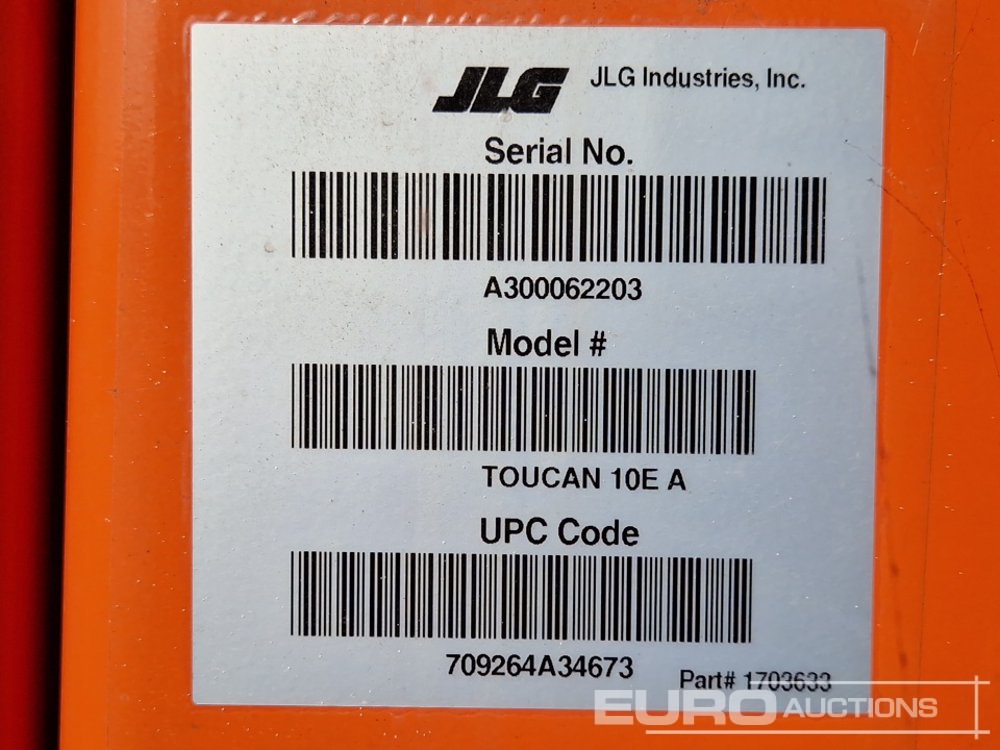 JLG JLG Industries, Inc.
Serial No.
A300062203
Model #
TOUCAN 10E A
UPC Code
709264A34673
Part# 1703633
EURO AUCTIONS